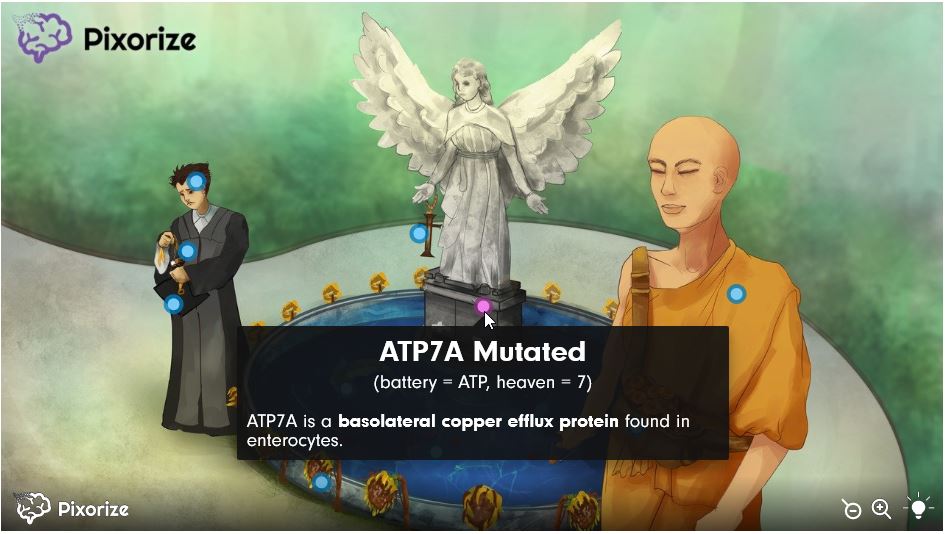 Pixorize
ATP7A Mutated
(battery = ATP, heaven = 7)
ATP7A is a basolateral copper efflux protein found in
enterocytes.
Pixorize